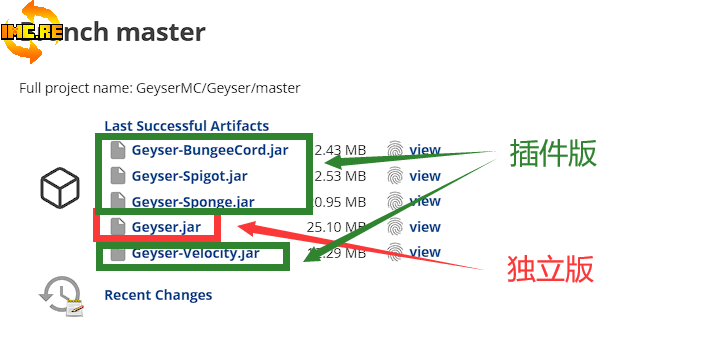 IMC.RE
Branch master
Full project name: GeyserMC/Geyser/master
Last Successful Artifacts
Geyser-BungeeCord.jar 2.43 MB view
Geyser-Spigot.jar 2.53 MB view
Geyser-Sponge.jar 0.95 MB view
Geyser.jar 25.10 MB view
Geyser-Velocity.jar 2.29 MB view
Recent Changes
插件版
独立版